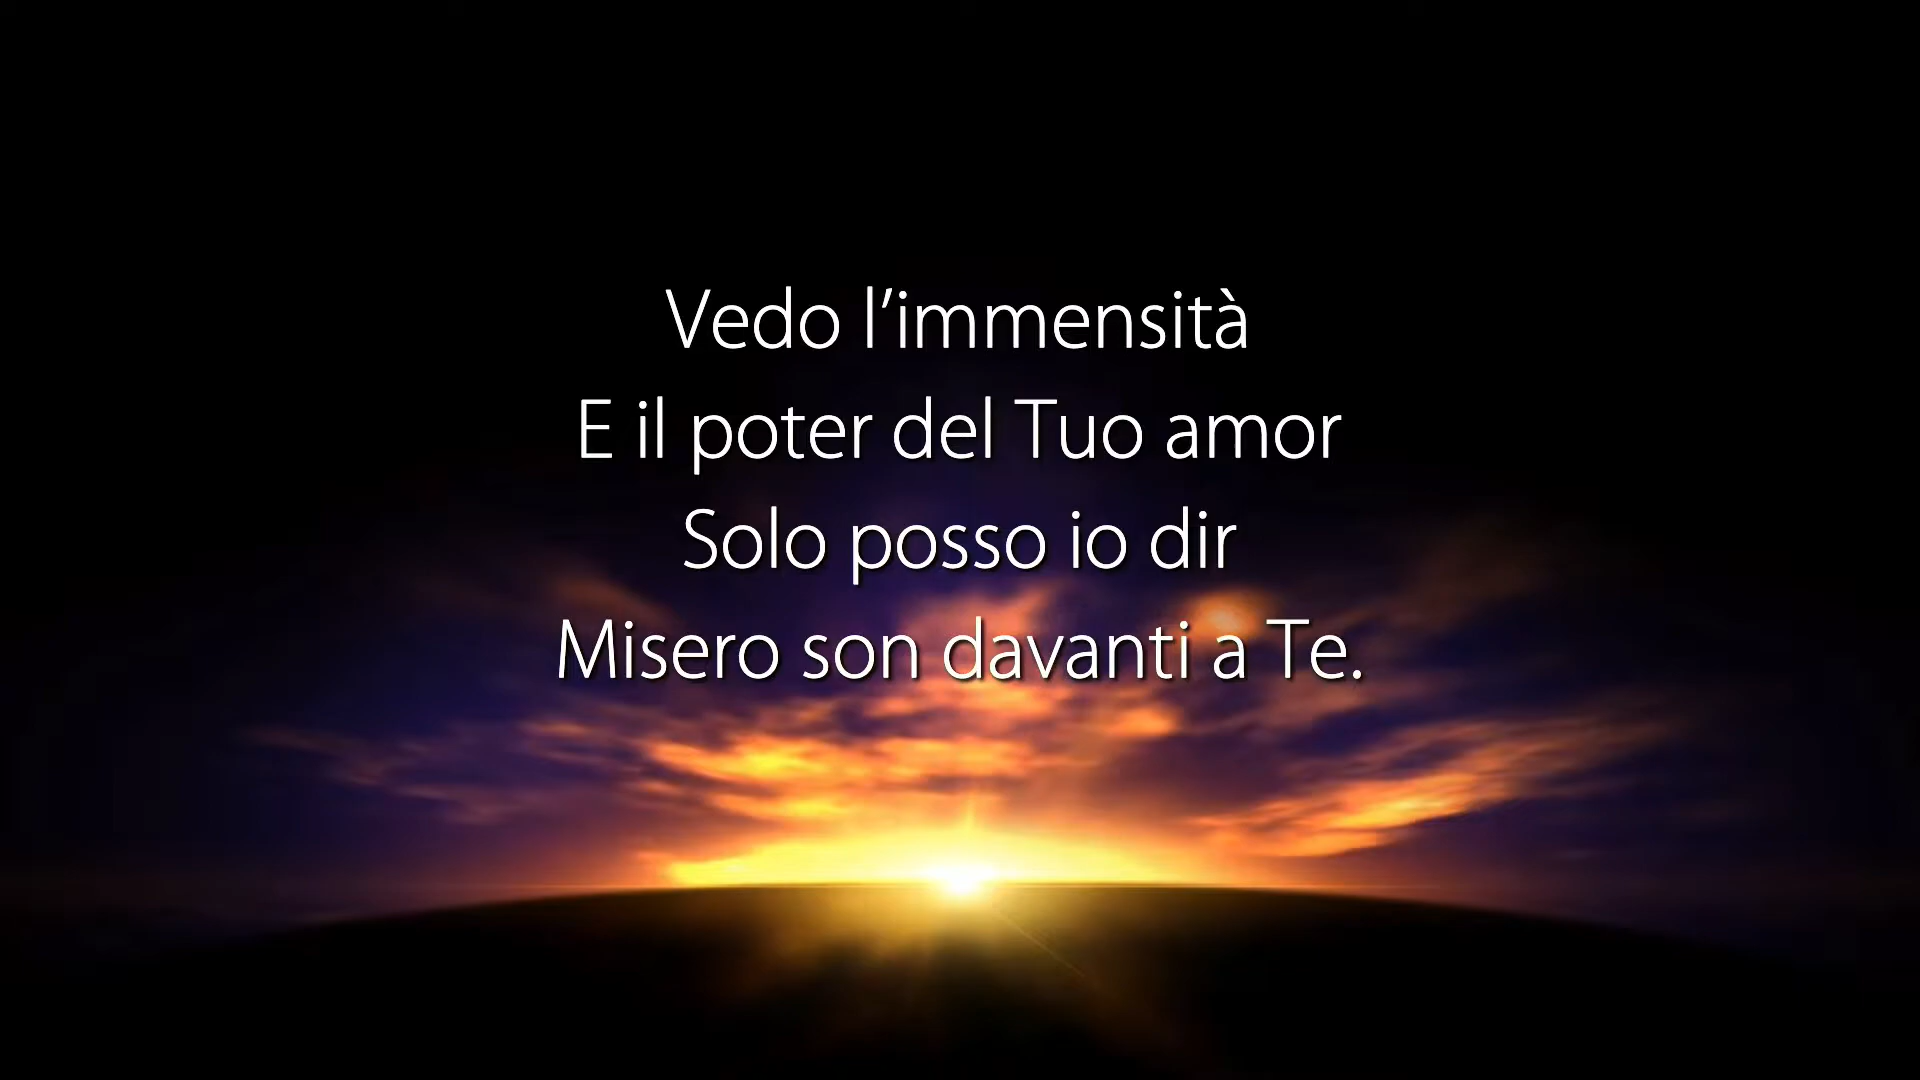 Vedo l’immensità
E il poter del Tuo amor
Solo posso io dir
Misero son davanti a Te.